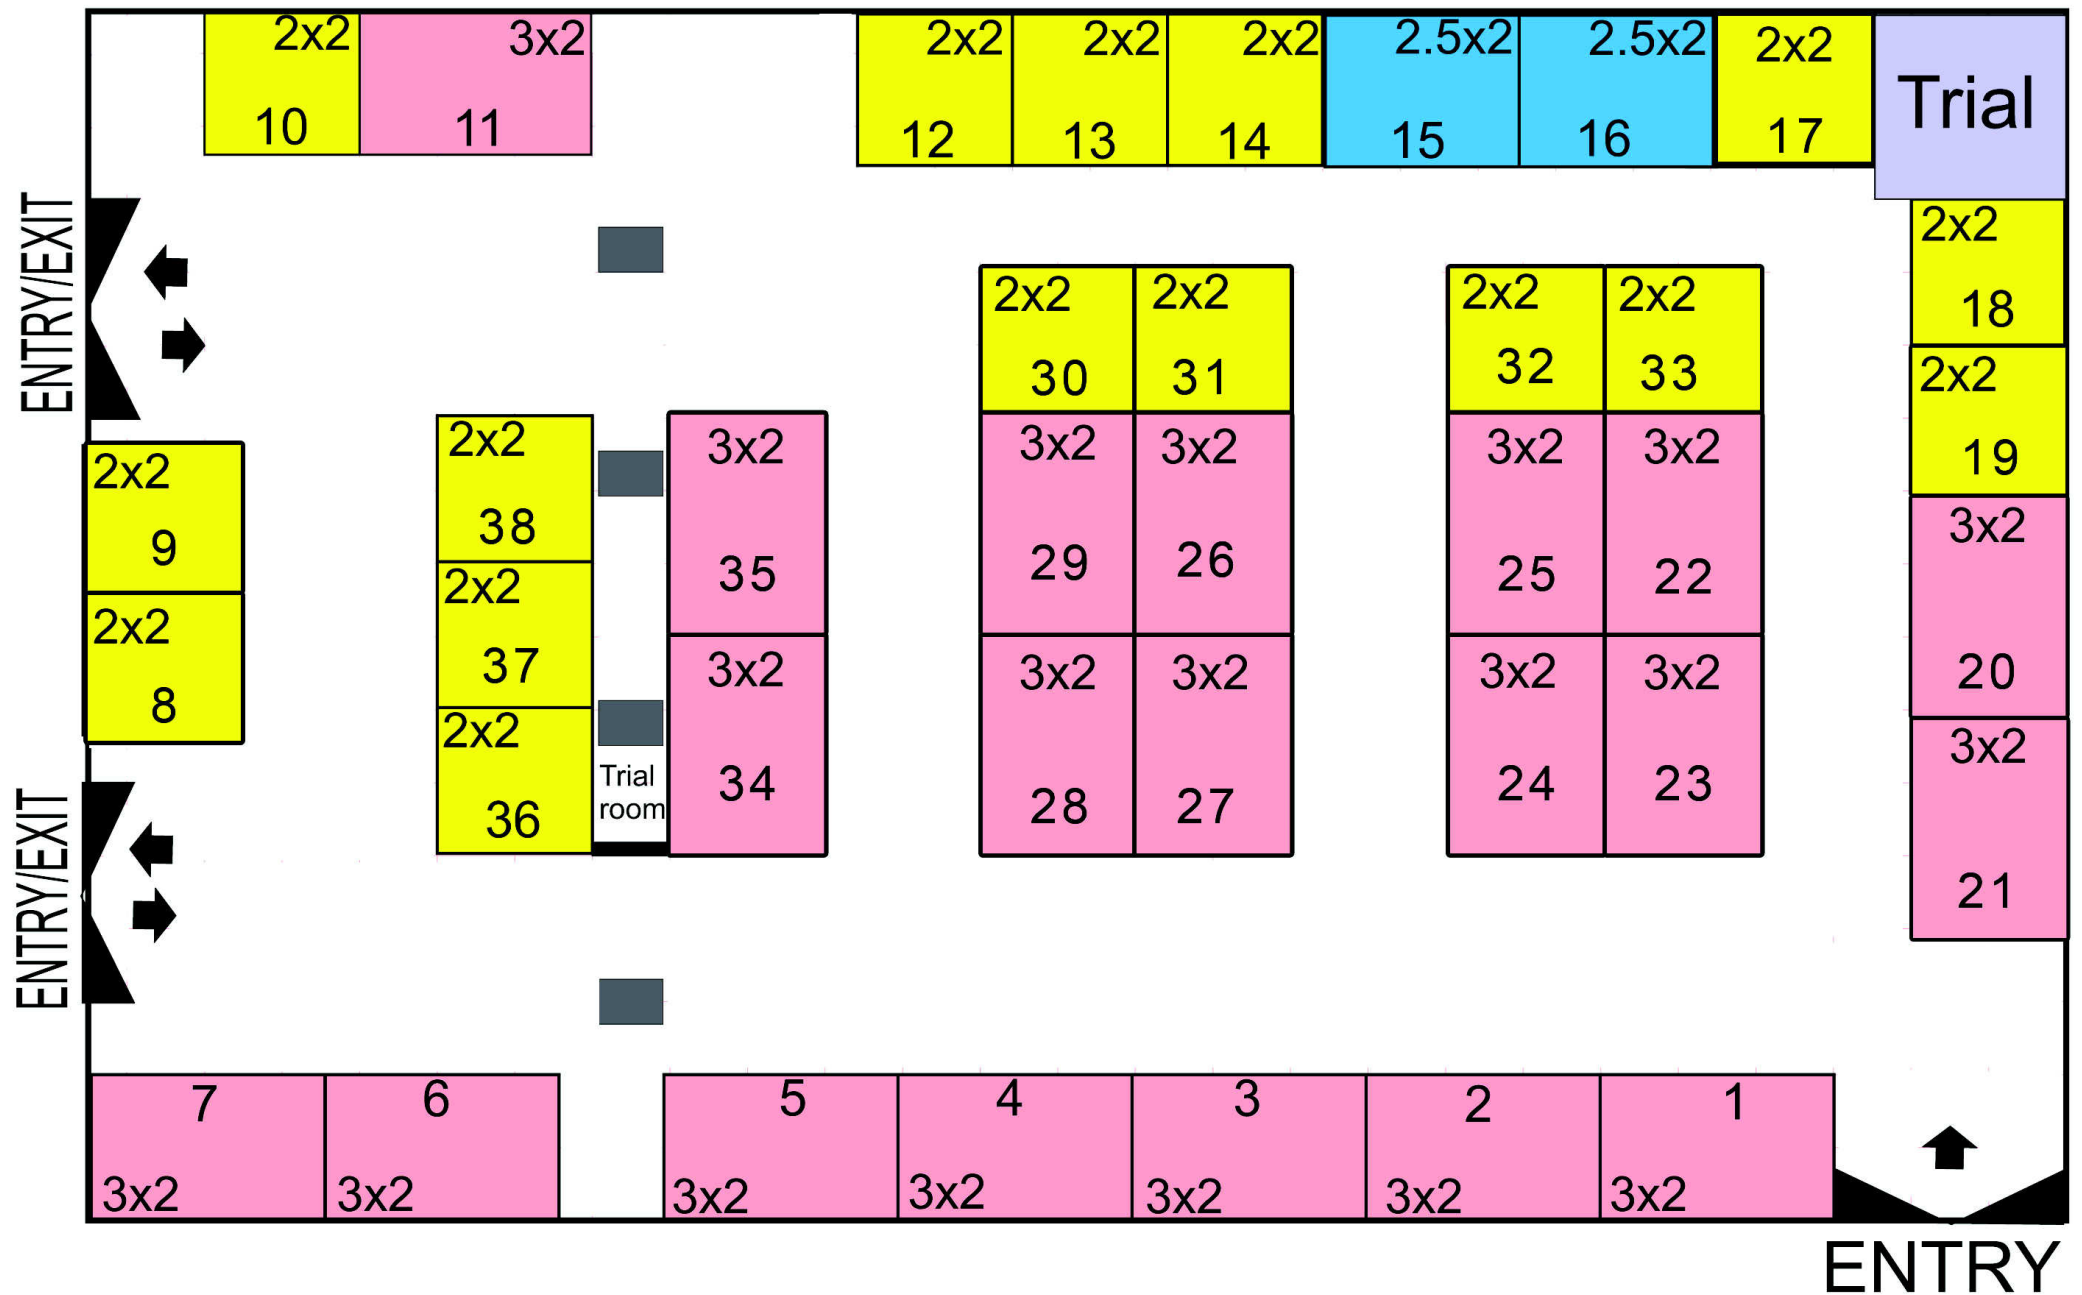 2x2 3x2 2x2 2x2 2x2 2.5x2 2.5x2 2x2
10 11 12 13 14 15 16 17
Trial
ENTRY/EXIT
2x2
18
2x2 2x2 2x2 2x2
30 31 32 33
2x2
19
2x2
9
2x2
8
2x2
38
2x2
37
2x2
36
Trial
room
3x2
35
3x2
34
3x2 3x2
29 26
3x2 3x2
28 27
3x2 3x2
25 22
3x2 3x2
24 23
3x2
20
3x2
21
ENTRY/EXIT
7 6 5 4 3 2 1
3x2 3x2 3x2 3x2 3x2 3x2 3x2
ENTRY